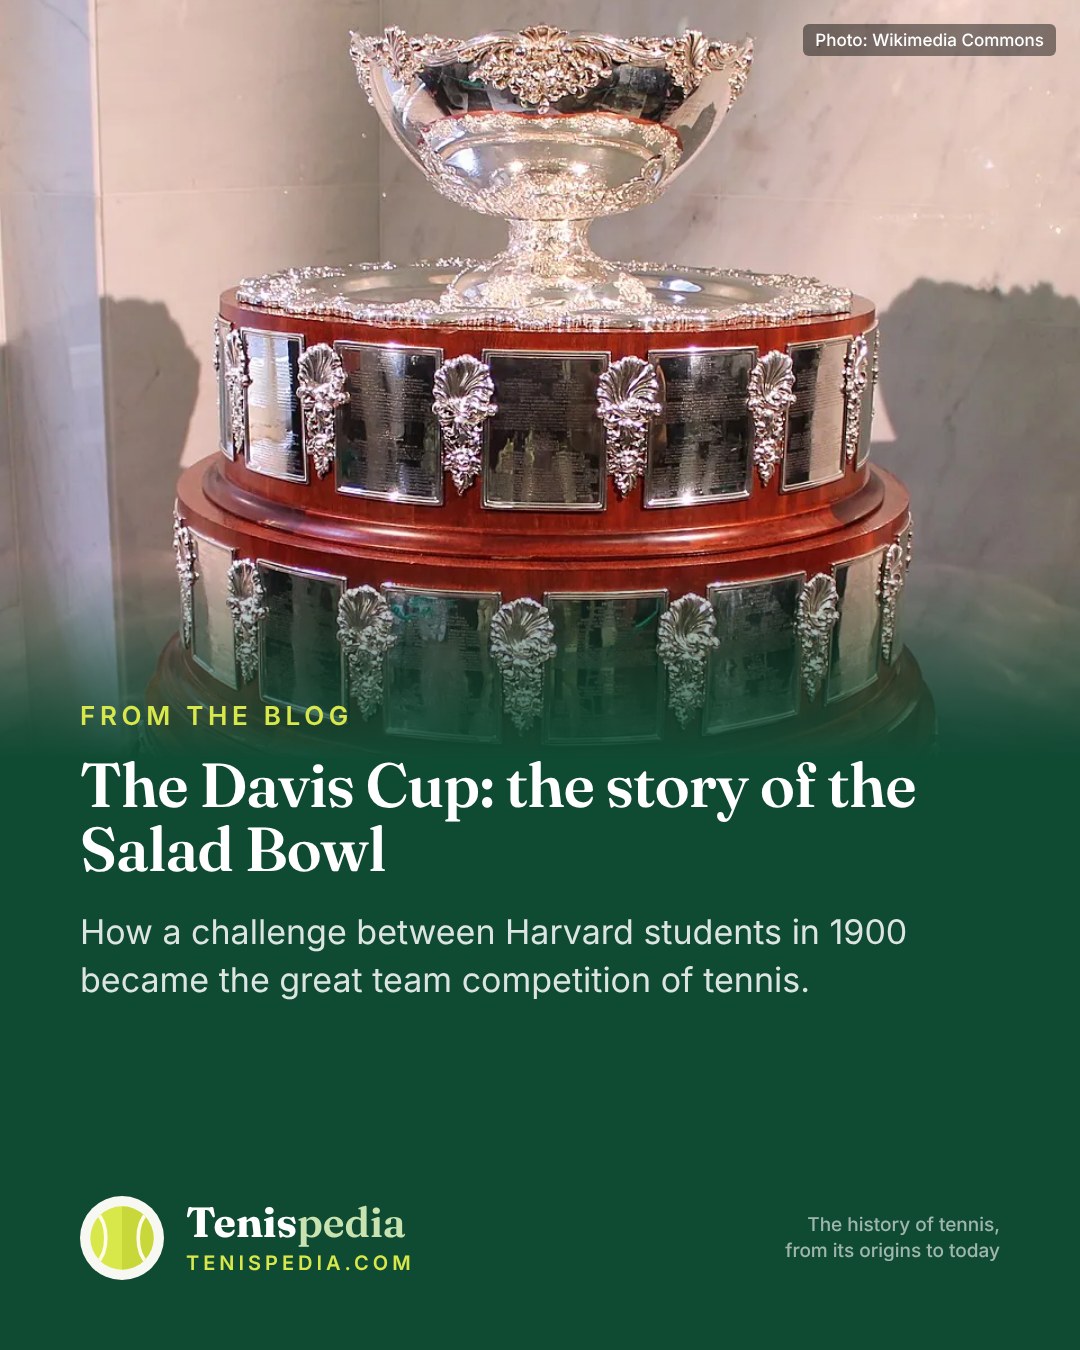 Photo: Wikimedia Commons
FROM THE BLOG
The Davis Cup: the story of the
Salad Bowl
How a challenge between Harvard students in 1900
became the great team competition of tennis.
Tenispedia
TENISPEDIA.COM
The history of tennis,
from its origins to today